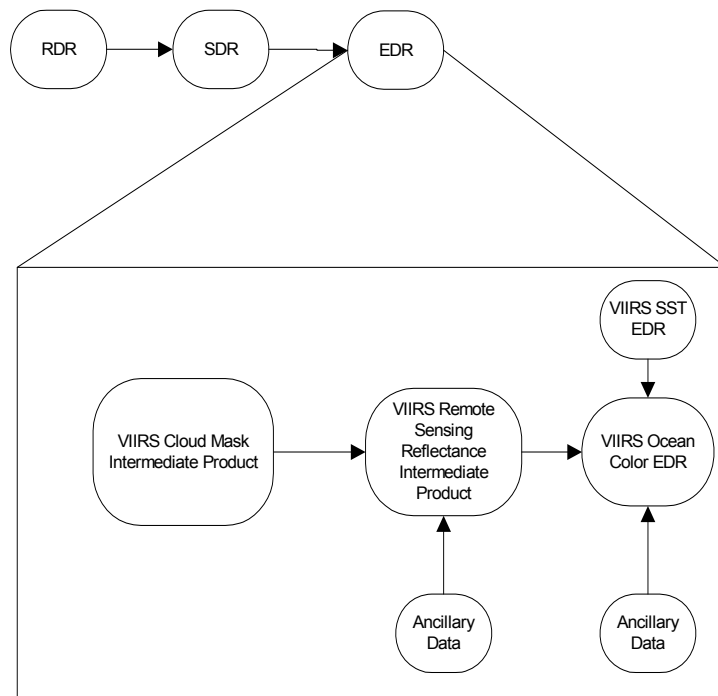 RDR
SDR
EDR
VIIRS SST
EDR
VIIRS Cloud Mask
Intermediate Product
VIIRS Remote
Sensing
Reflectance
Intermediate
Product
VIIRS Ocean
Color EDR
Ancillary
Data
Ancillary
Data